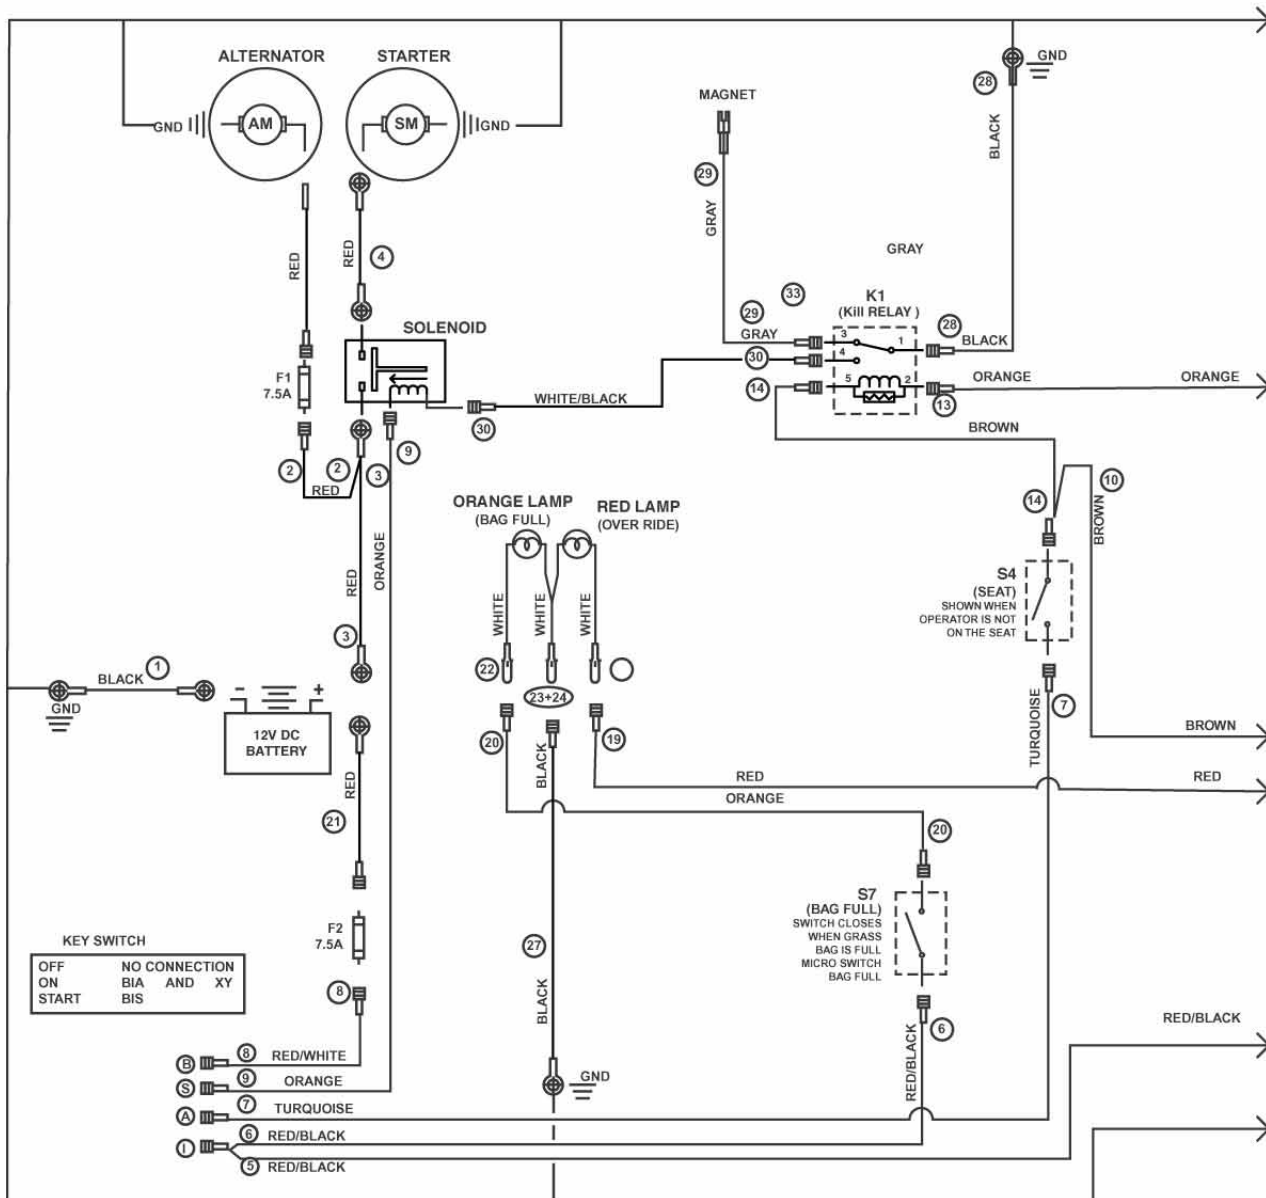 ALTERNATOR
STARTER
GND
GND
AM
SM
GND
28
MAGNET
BLACK
29
GRAY
GRAY
RED
RED
4
33
K1
(Kill RELAY )
29
GRAY
3
1
28
BLACK
SOLENOID
30
4
F1
7.5A
14
5
2
ORANGE
ORANGE
WHITE/BLACK
13
30
BROWN
9
2
2
3
RED
10
14
BROWN
ORANGE LAMP
(BAG FULL)
RED LAMP
(OVER RIDE)
ORANGE
RED
S4
(SEAT)
SHOWN WHEN
OPERATOR IS NOT
ON THE SEAT
WHITE
WHITE
WHITE
3
1
BLACK
22
23+24
7
TURQUOISE
GND
-
+
12V DC
BATTERY
20
19
BLACK
BROWN
RED
RED
RED
ORANGE
21
20
S7
(BAG FULL)
SWITCH CLOSES
WHEN GRASS
BAG IS FULL
MICRO SWITCH
BAG FULL
F2
7.5A
27
KEY SWITCH
OFF NO CONNECTION
ON BIA AND XY
START BIS
8
BLACK
6
RED/BLACK
RED/BLACK
B
8
RED/WHITE
GND
S
9
ORANGE
A
7
TURQUOISE
I
6
RED/BLACK
5
RED/BLACK